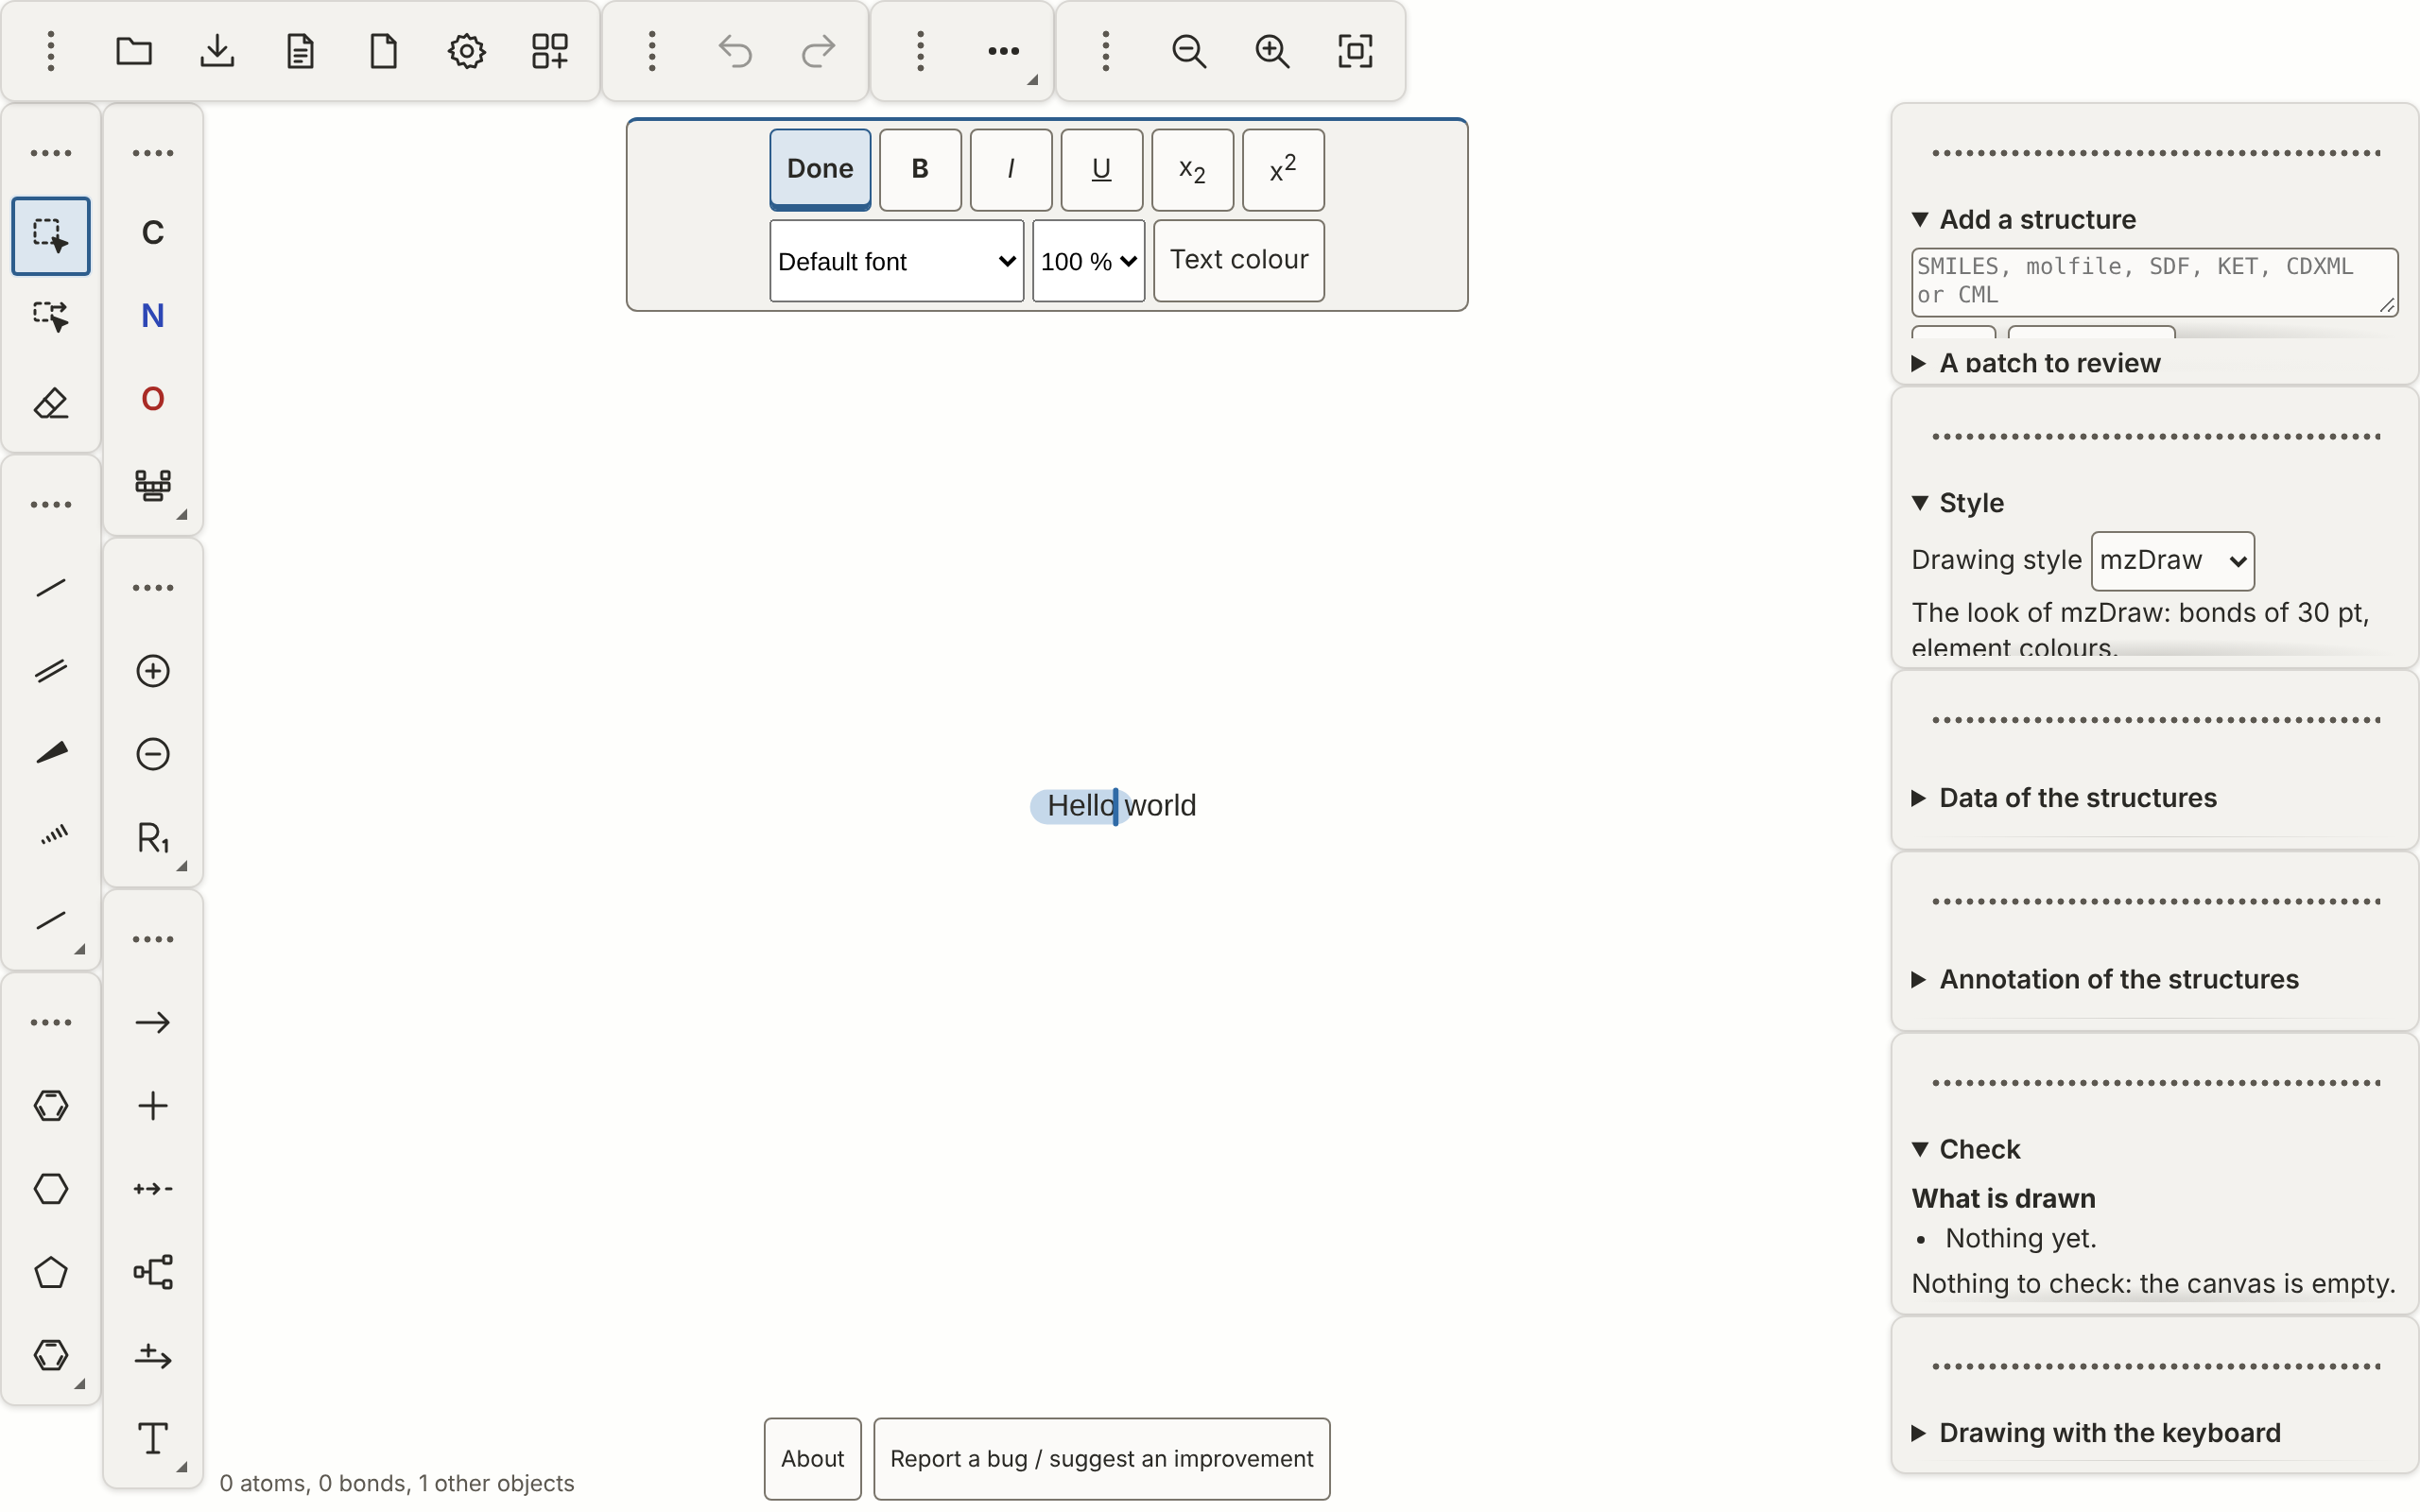 Done B I U x2 x2
Default font 100 % Text colour
C
N
O
R1
T
Hello world
Add a structure
SMILES, molfile, SDF, KET, CDXML
or CML
A patch to review
Style
Drawing style mzDraw
The look of mzDraw: bonds of 30 pt,
element colours.
Data of the structures
Annotation of the structures
Check
What is drawn
• Nothing yet.
Nothing to check: the canvas is empty.
Drawing with the keyboard
About Report a bug / suggest an improvement
0 atoms, 0 bonds, 1 other objects